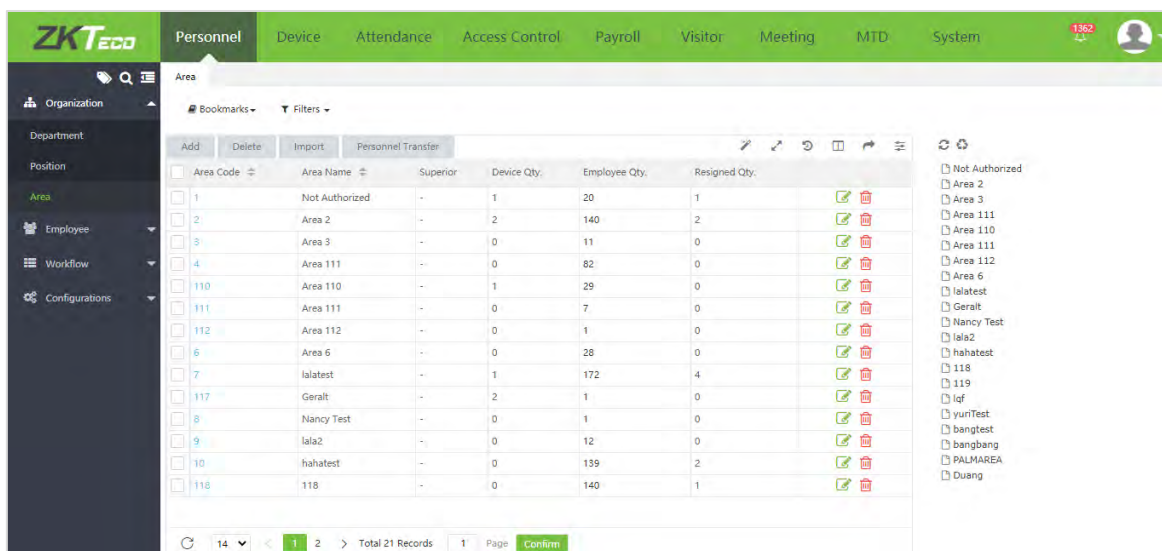 ZKTeco Personnel Device Attendance Access Control Payroll Visitor Meeting MTD System 1362
Area
Organization
Department
Position
Area
Employee
Workflow
Configurations
Bookmarks Filters
Add Delete Import Personnel Transfer
Area Code Area Name Superior Device Qty. Employee Qty. Resigned Qty.
1 Not Authorized - 1 20 1
2 Area 2 - 2 140 2
3 Area 3 - 0 11 0
4 Area 111 - 0 82 0
110 Area 110 - 1 29 0
111 Area 111 - 0 7 0
112 Area 112 - 0 1 0
6 Area 6 - 0 28 0
7 lalatest - 1 172 4
117 Geralt - 2 1 0
8 Nancy Test - 0 1 0
9 lala2 - 0 12 0
10 hahatest - 0 139 2
118 118 - 0 140 1
14 < 1 2 > Total 21 Records 1 Page Confirm
Not Authorized
Area 2
Area 3
Area 111
Area 110
Area 111
Area 112
Area 6
lalatest
Geralt
Nancy Test
lala2
hahatest
118
119
lqf
yuriTest
bangtest
bangbang
PALMAREA
Duang